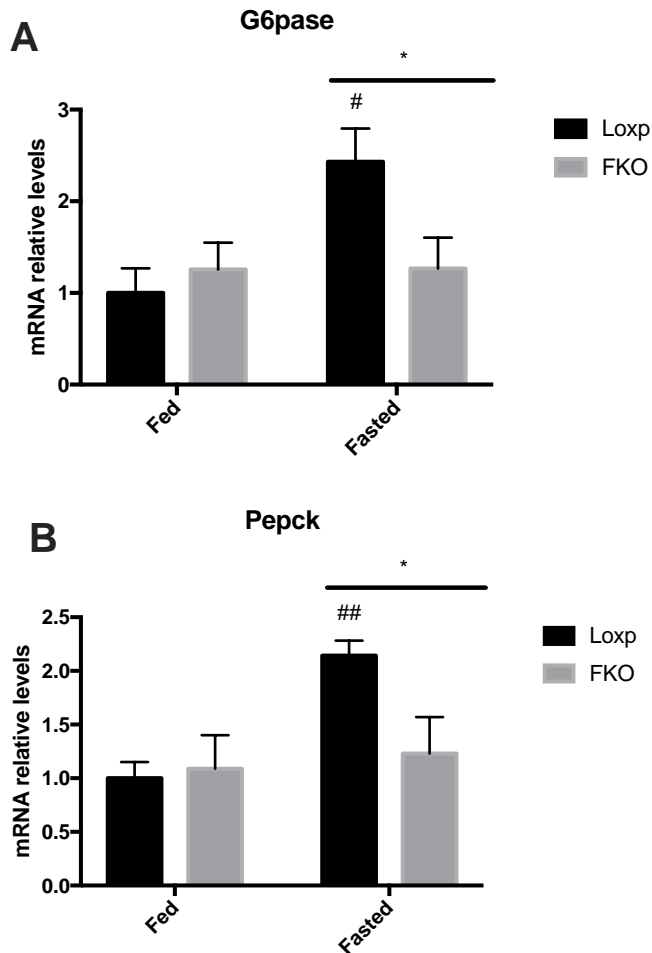 A
G6pase
*
#
Loxp
FKO
mRNA relative levels
3
2
1
0
Fed
Fasted
B
Pepck
*
##
Loxp
FKO
mRNA relative levels
2.5
2.0
1.5
1.0
0.5
0.0
Fed
Fasted